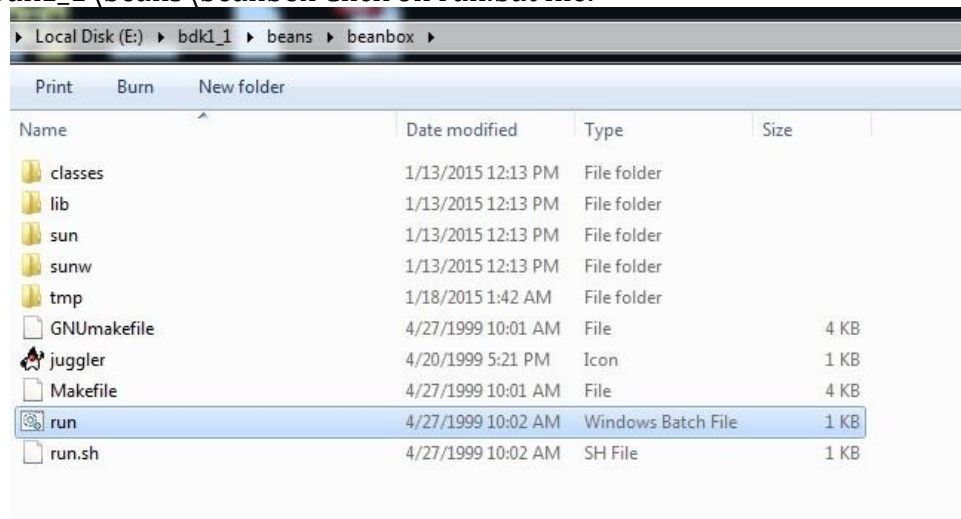 Local Disk (E:) bdk1_1 beans beanbox
Print Burn New folder
Name Date modified Type Size
classes 1/13/2015 12:13 PM File folder
lib 1/13/2015 12:13 PM File folder
sun 1/13/2015 12:13 PM File folder
sunw 1/13/2015 12:13 PM File folder
tmp 1/18/2015 1:42 AM File folder
GNUmakefile 4/27/1999 10:01 AM File 4 KB
juggler 4/20/1999 5:21 PM Icon 1 KB
Makefile 4/27/1999 10:01 AM File 4 KB
run 4/27/1999 10:02 AM Windows Batch File 1 KB
run.sh 4/27/1999 10:02 AM SH File 1 KB